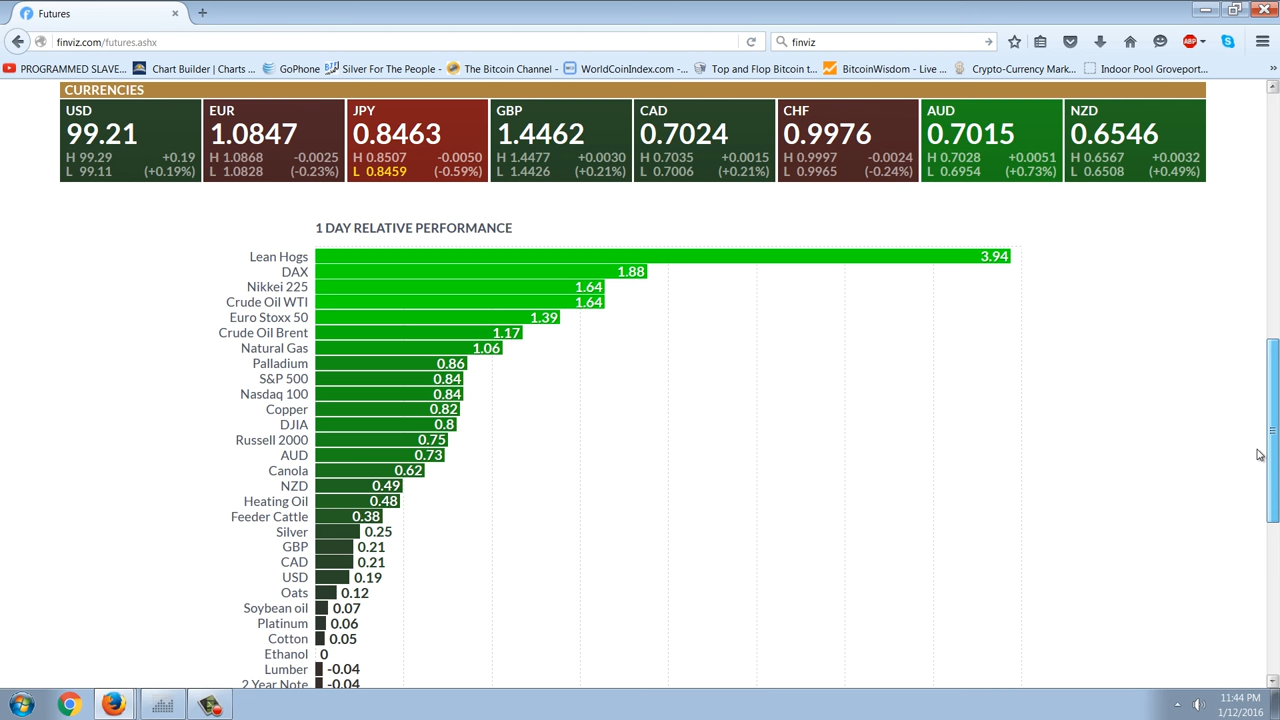 Futures
finviz.com/futures.ashx
finviz
ABP
PROGRAMMED SLAVE... Chart Builder | Charts ... GoPhone Silver For The People - ... The Bitcoin Channel - ... WorldCoinIndex.com -... Top and Flop Bitcoin t... BitcoinWisdom - Live ... Crypto-Currency Mark... Indoor Pool Groveport...
CURRENCIES
USD EUR JPY GBP CAD CHF AUD NZD
99.21 1.0847 0.8463 1.4462 0.7024 0.9976 0.7015 0.6546
H 99.29 +0.19 H 1.0868 -0.0025 H 0.8507 -0.0050 H 1.4477 +0.0030 H 0.7035 +0.0015 H 0.9997 -0.0024 H 0.7028 +0.0051 H 0.6567 +0.0032
L 99.11 (+0.19%) L 1.0828 (-0.23%) L 0.8459 (-0.59%) L 1.4426 (+0.21%) L 0.7006 (+0.21%) L 0.9965 (-0.24%) L 0.6954 (+0.73%) L 0.6508 (+0.49%)
1 DAY RELATIVE PERFORMANCE
Lean Hogs 3.94
DAX 1.88
Nikkei 225 1.64
Crude Oil WTI 1.64
Euro Stoxx 50 1.39
Crude Oil Brent 1.17
Natural Gas 1.06
Palladium 0.86
S&P 500 0.84
Nasdaq 100 0.84
Copper 0.82
DJIA 0.8
Russell 2000 0.75
AUD 0.73
Canola 0.62
NZD 0.49
Heating Oil 0.48
Feeder Cattle 0.38
Silver 0.25
GBP 0.21
CAD 0.21
USD 0.19
Oats 0.12
Soybean oil 0.07
Platinum 0.06
Cotton 0.05
Ethanol 0
Lumber -0.04
2 Year Note -0.04
11:44 PM
1/12/2016